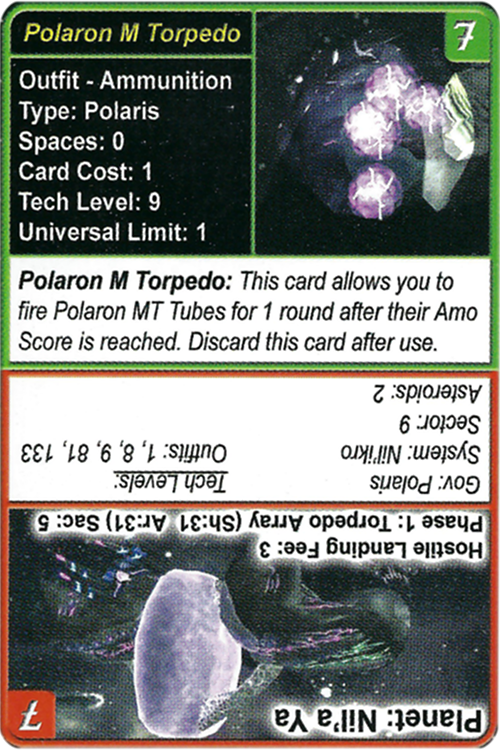 Polaron M Torpedo
7
Outfit - Ammunition
Type: Polaris
Spaces: 0
Card Cost: 1
Tech Level: 9
Universal Limit: 1
Polaron M Torpedo: This card allows you to
fire Polaron MT Tubes for 1 round after their Amo
Score is reached. Discard this card after use.
Planet: Nil'a Ya
7
Hostile Landing Fee: 3
Phase 1: Torpedo Array (Sh:31 Ar:31) Sac: 5
Gov: Polaris
System: Nil'ikro
Sector: 9
Asteroids: 2
Tech Levels:
Outfits: 1, 8, 9, 81, 133